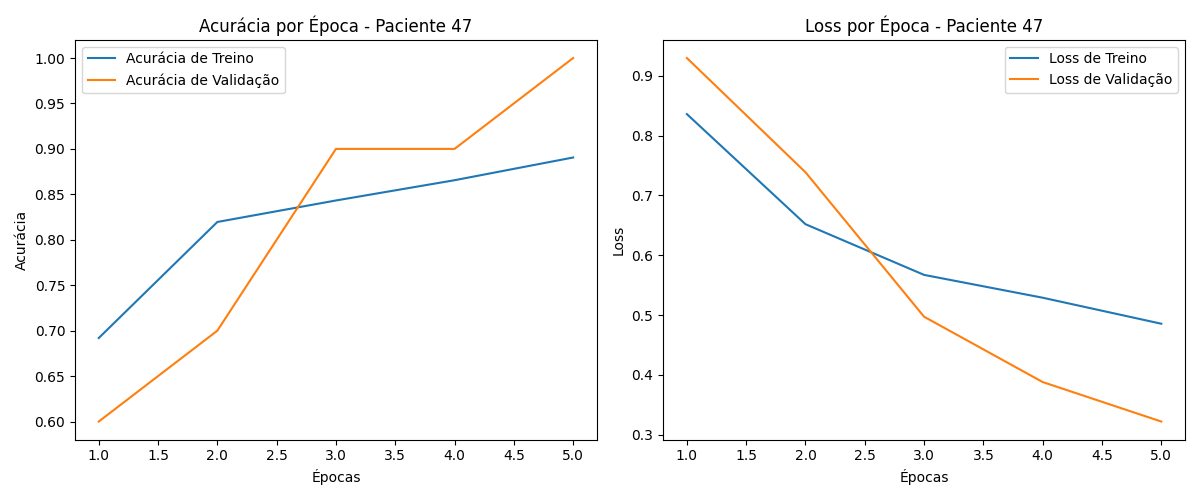 Acurácia por Época - Paciente 47
Acurácia de Treino
Acurácia de Validação
1.00
0.95
0.90
0.85
0.80
0.75
0.70
0.65
0.60
Acurácia
1.0 1.5 2.0 2.5 3.0 3.5 4.0 4.5 5.0
Épocas
Loss por Época - Paciente 47
Loss de Treino
Loss de Validação
0.9
0.8
0.7
0.6
0.5
0.4
0.3
Loss
1.0 1.5 2.0 2.5 3.0 3.5 4.0 4.5 5.0
Épocas